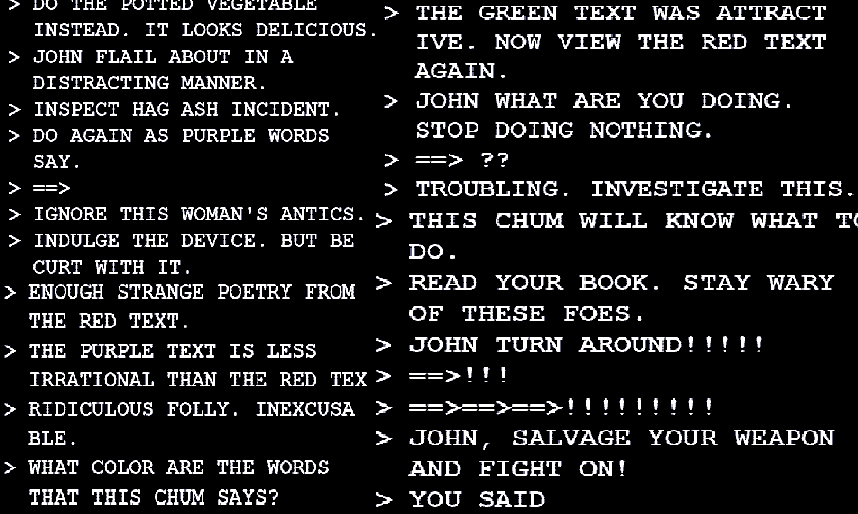 > DO THE POTTED VEGETABLE
INSTEAD. IT LOOKS DELICIOUS.
> JOHN FLAIL ABOUT IN A
DISTRACTING MANNER.
> INSPECT HAG ASH INCIDENT.
> DO AGAIN AS PURPLE WORDS
SAY.
> ==>
> IGNORE THIS WOMAN'S ANTICS.
> INDULGE THE DEVICE. BUT BE
CURT WITH IT.
> ENOUGH STRANGE POETRY FROM
THE RED TEXT.
> THE PURPLE TEXT IS LESS
IRRATIONAL THAN THE RED TEX
> RIDICULOUS FOLLY. INEXCUSA
BLE.
> WHAT COLOR ARE THE WORDS
THAT THIS CHUM SAYS?
> THE GREEN TEXT WAS ATTRACT
IVE. NOW VIEW THE RED TEXT
AGAIN.
> JOHN WHAT ARE YOU DOING.
STOP DOING NOTHING.
> ==> ??
> TROUBLING. INVESTIGATE THIS.
> THIS CHUM WILL KNOW WHAT TO
DO.
> READ YOUR BOOK. STAY WARY
OF THESE FOES.
> JOHN TURN AROUND!!!!!
> ==>!!!
> ==>==>==>!!!!!!!!!
> JOHN, SALVAGE YOUR WEAPON
AND FIGHT ON!
> YOU SAID